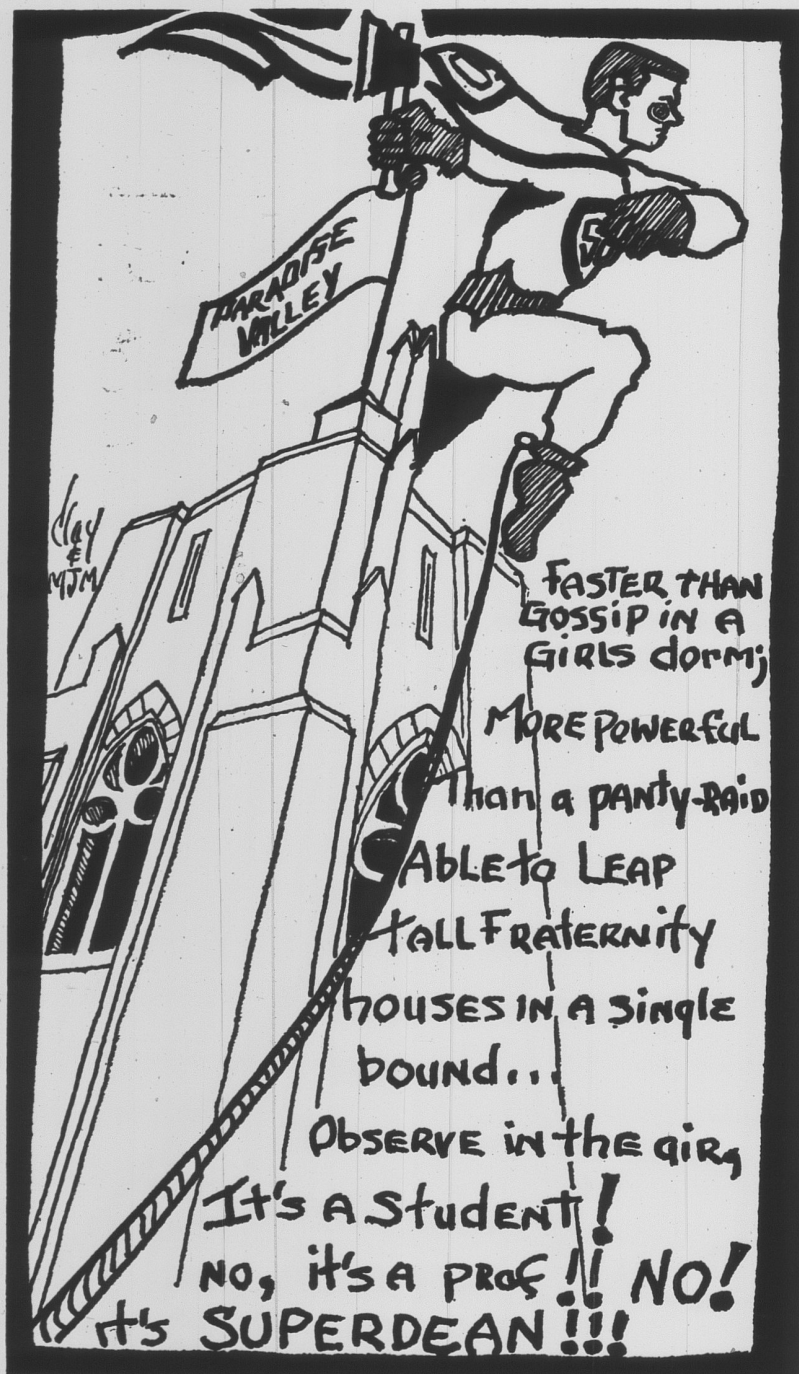 PARADISE
VALLEY
Clay
&
MJM
FASTER THAN
GOSSIP IN A
GIRLS dorm;
MORE POWERFUL
Than a PANTY-RAID
AbLE to LEAP
tALL FRAtERNity
houses IN A single
bound...
ObSERVE in the air,
It's A Student!
NO, it's A PROF!! NO!
it's SUPERDEAN!!!